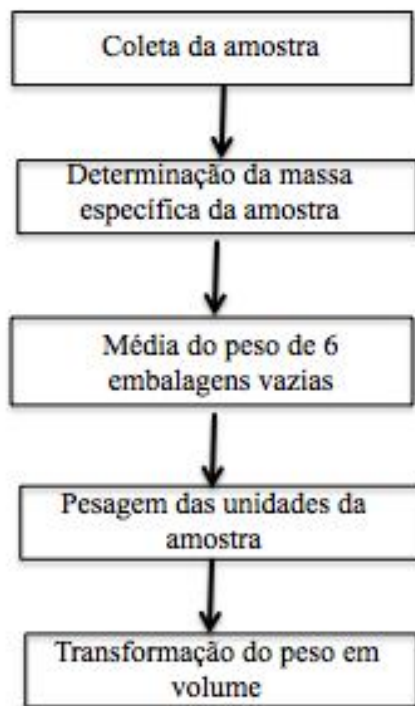 Coleta da amostra
Determinação da massa
específica da amostra
Média do peso de 6
embalagens vazias
Pesagem das unidades da
amostra
Transformação do peso em
volume